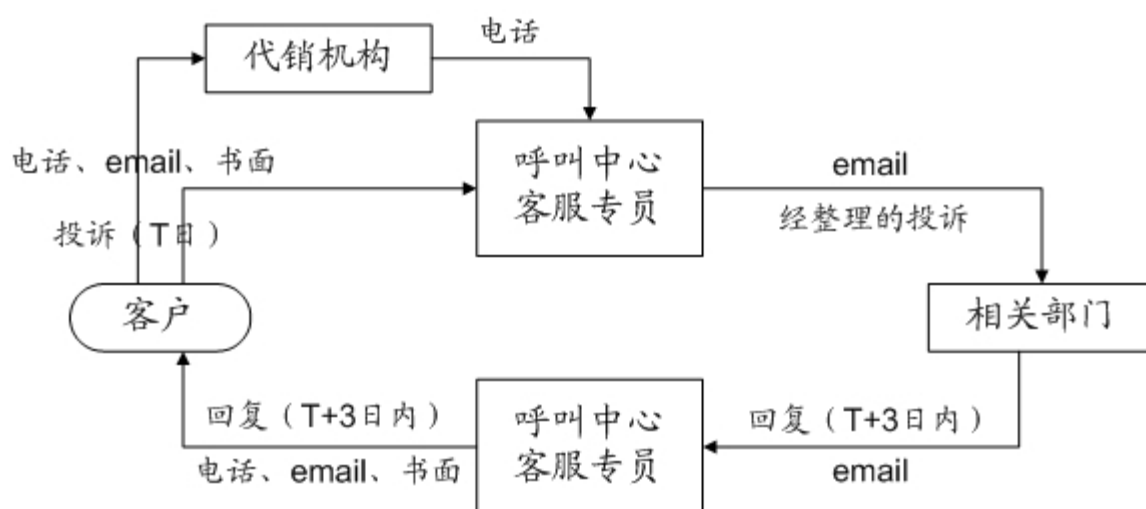 代销机构
电话
呼叫中心
客服专员
电话、email、书面
email
投诉（T日）
经整理的投诉
客户
相关部门
回复（T+3日内）
呼叫中心
客服专员
回复（T+3日内）
电话、email、书面
email